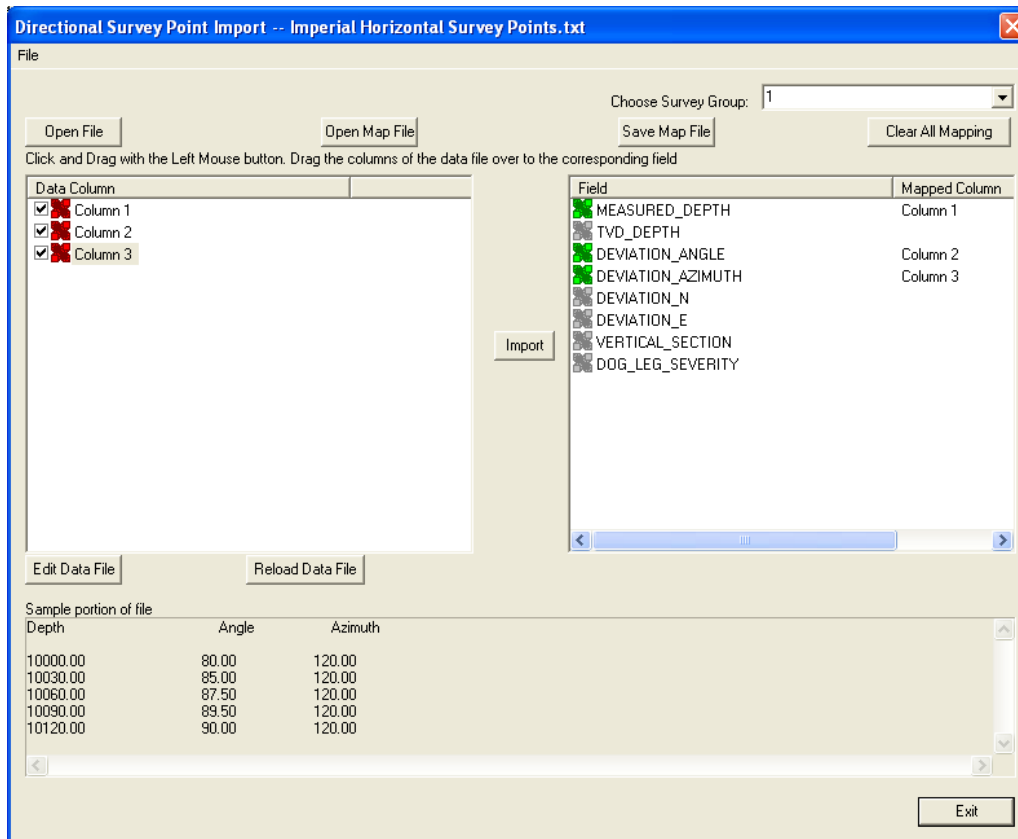 Directional Survey Point Import -- Imperial Horizontal Survey Points.txt
File
Choose Survey Group: 1
Open File Open Map File Save Map File Clear All Mapping
Click and Drag with the Left Mouse button. Drag the columns of the data file over to the corresponding field
Data Column
Column 1
Column 2
Column 3
Import
Field Mapped Column
MEASURED_DEPTH Column 1
TVD_DEPTH
DEVIATION_ANGLE Column 2
DEVIATION_AZIMUTH Column 3
DEVIATION_N
DEVIATION_E
VERTICAL_SECTION
DOG_LEG_SEVERITY
Edit Data File Reload Data File
Sample portion of file
Depth Angle Azimuth
10000.00 80.00 120.00
10030.00 85.00 120.00
10060.00 87.50 120.00
10090.00 89.50 120.00
10120.00 90.00 120.00
Exit